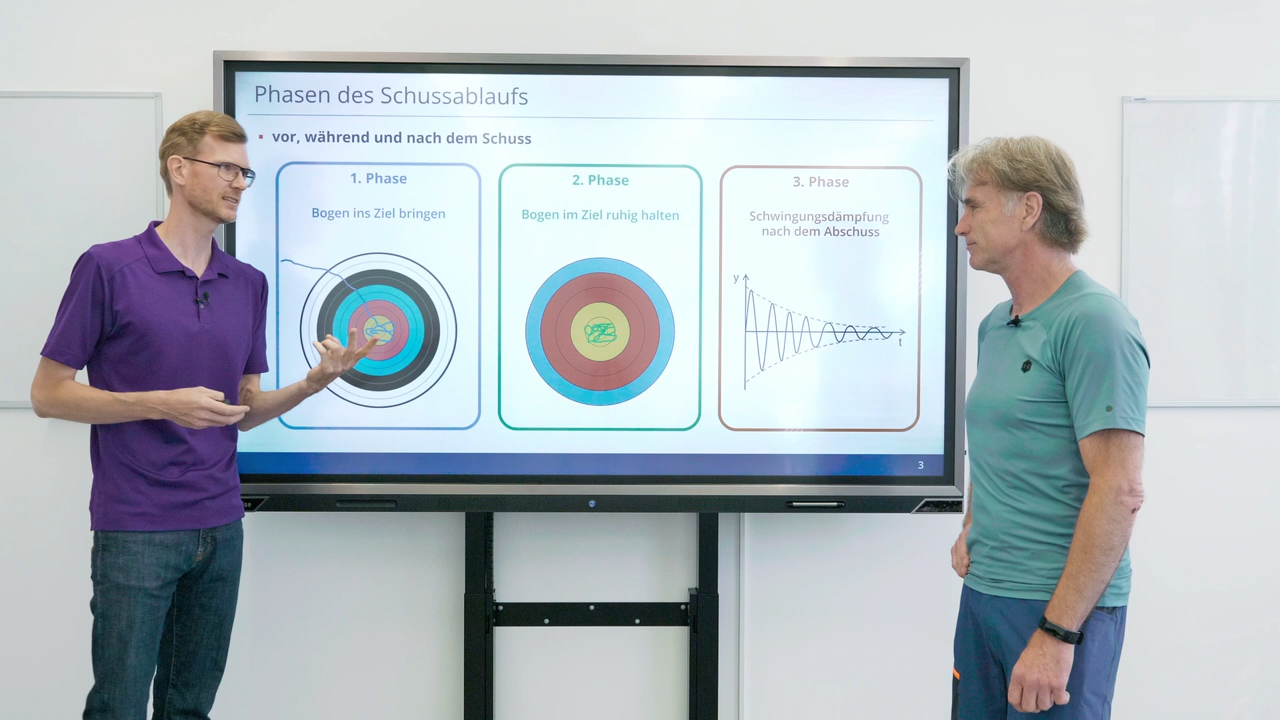 Phasen des Schussablaufs
vor, während und nach dem Schuss
1. Phase
Bogen ins Ziel bringen
2. Phase
Bogen im Ziel ruhig halten
3. Phase
Schwingungsdämpfung
nach dem Abschuss
y
t
3